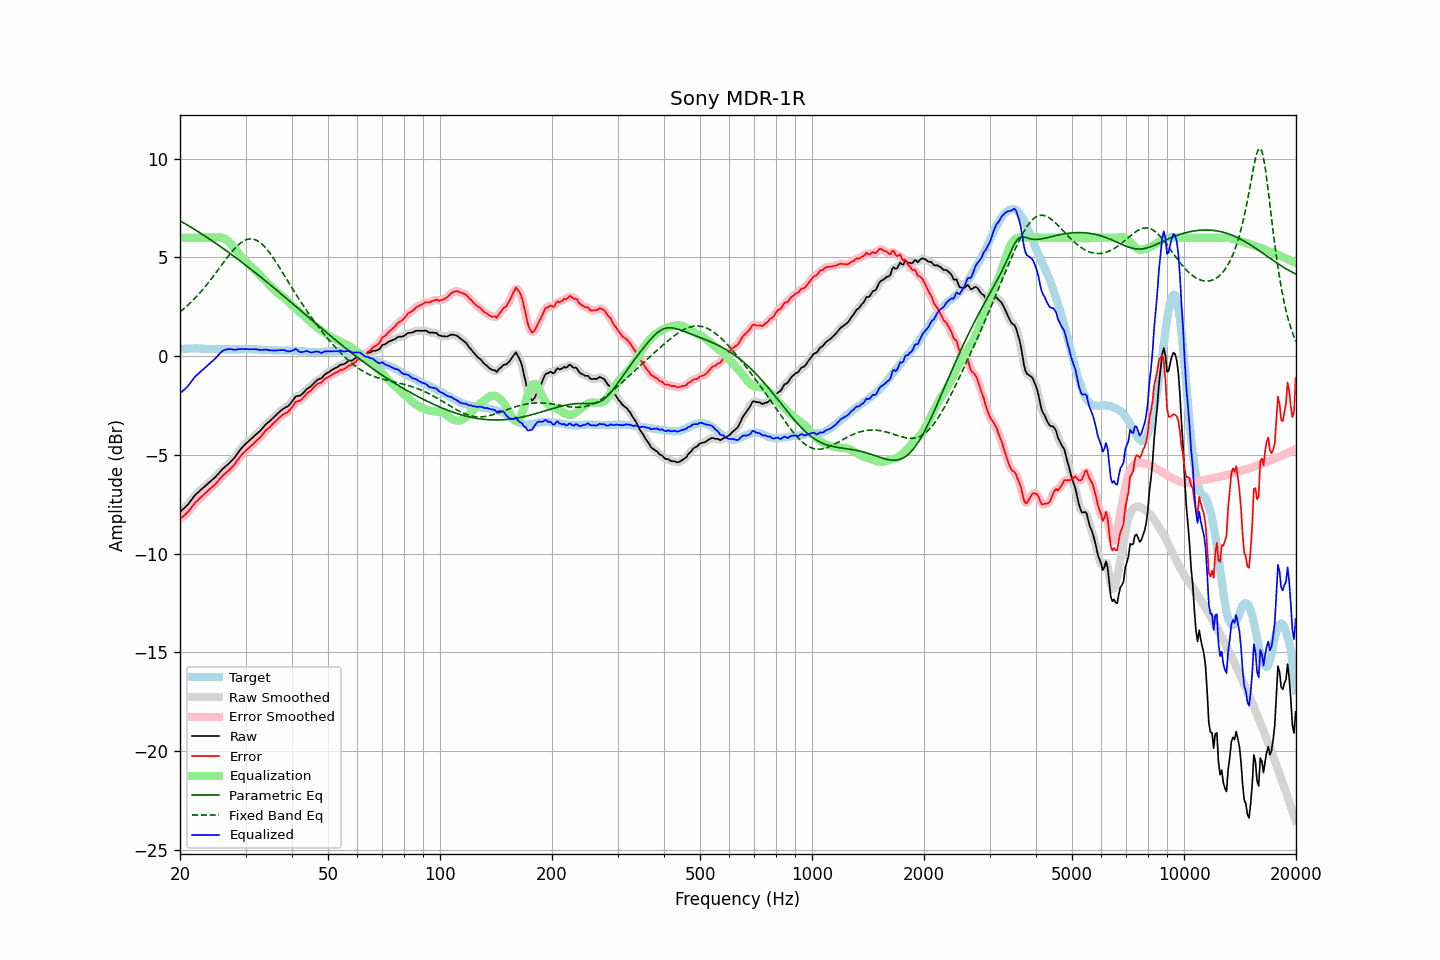 Sony MDR-1R
Amplitude (dBr)
10
5
0
−5
−10
−15
−20
−25
Target
Raw Smoothed
Error Smoothed
Raw
Error
Equalization
Parametric Eq
Fixed Band Eq
Equalized
20 50 100 200 500 1000 2000 5000 10000 20000
Frequency (Hz)